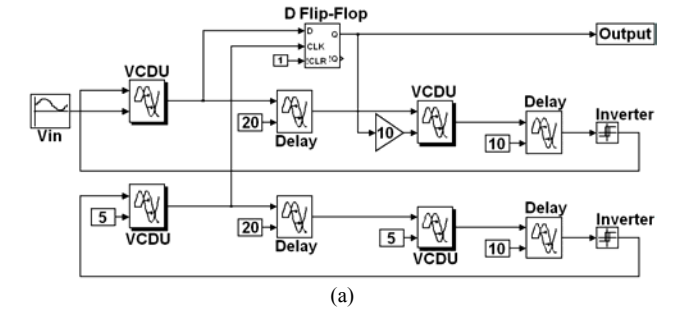 D Flip-Flop
D
Q
CLK
1
!CLR
!Q
Output
VCDU
Vin
20
Delay
10
VCDU
10
Delay
Inverter
5
VCDU
20
Delay
5
VCDU
10
Delay
Inverter
(a)